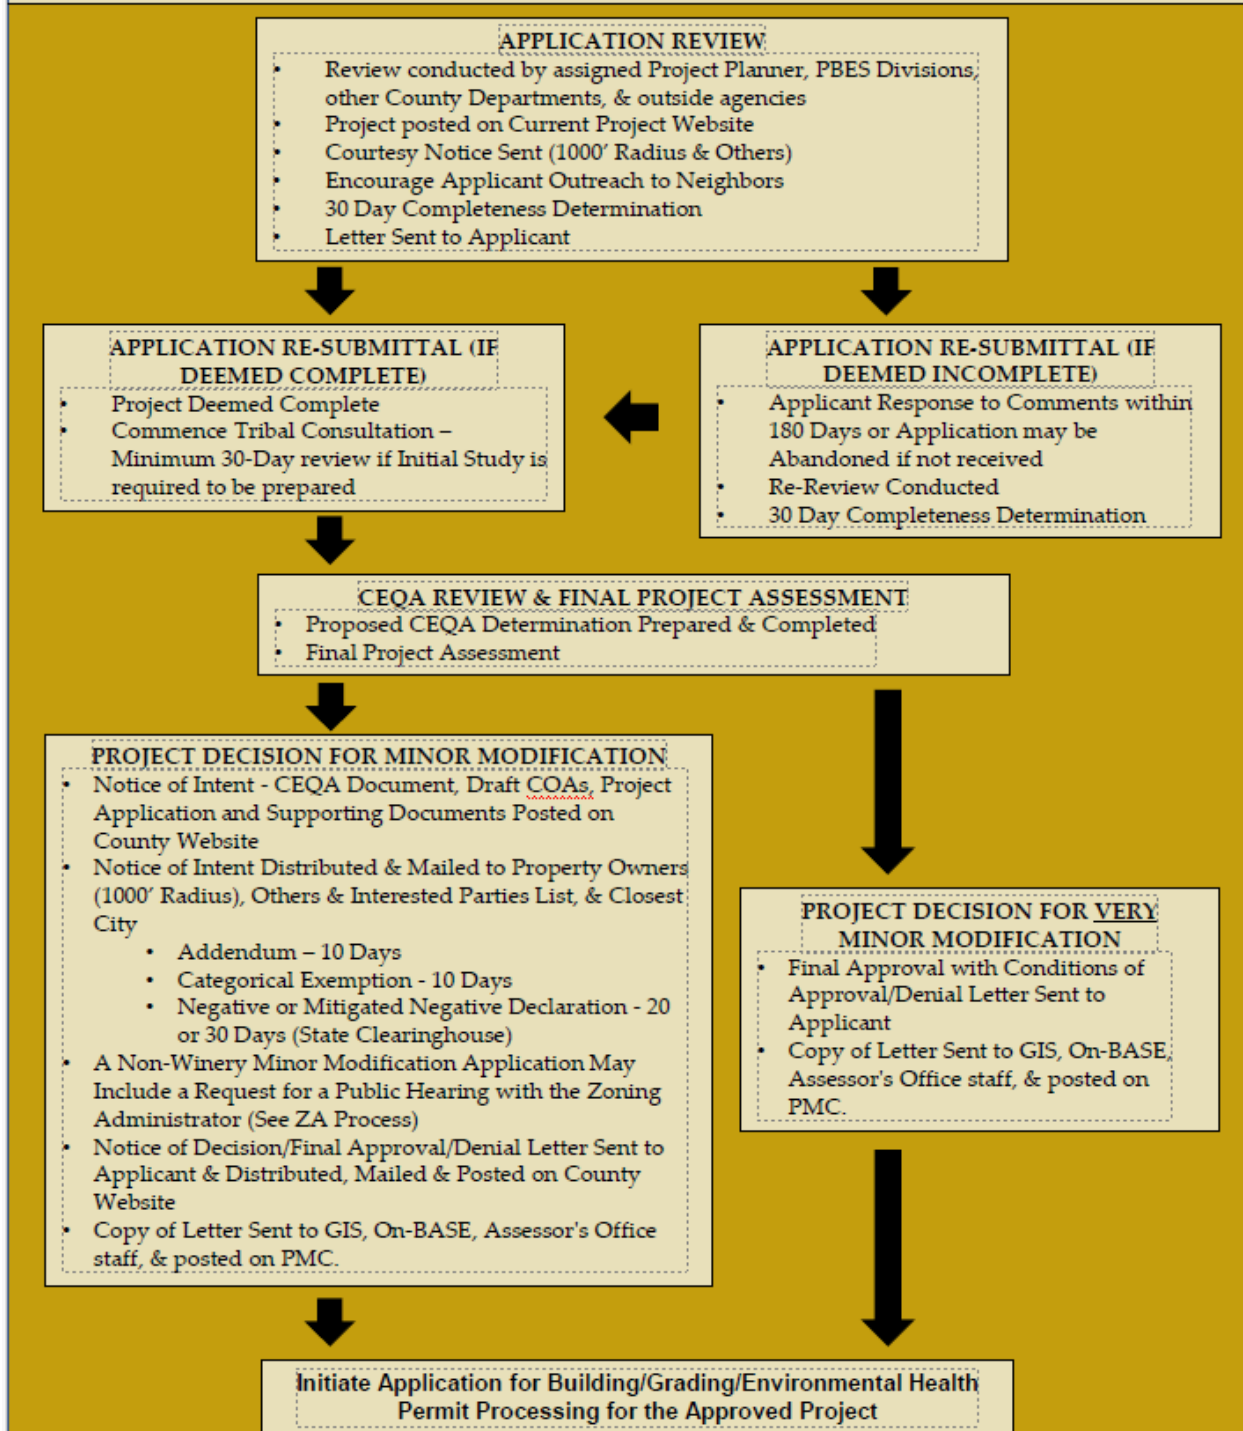 APPLICATION REVIEW
• Review conducted by assigned Project Planner, PBES Divisions,
other County Departments, & outside agencies
• Project posted on Current Project Website
• Courtesy Notice Sent (1000’ Radius & Others)
• Encourage Applicant Outreach to Neighbors
• 30 Day Completeness Determination
• Letter Sent to Applicant
APPLICATION RE-SUBMITTAL (IF
DEEMED COMPLETE)
• Project Deemed Complete
• Commence Tribal Consultation –
Minimum 30-Day review if Initial Study is
required to be prepared
APPLICATION RE-SUBMITTAL (IF
DEEMED INCOMPLETE)
• Applicant Response to Comments within
180 Days or Application may be
Abandoned if not received
• Re-Review Conducted
• 30 Day Completeness Determination
CEQA REVIEW & FINAL PROJECT ASSESSMENT
• Proposed CEQA Determination Prepared & Completed
• Final Project Assessment
PROJECT DECISION FOR MINOR MODIFICATION
• Notice of Intent - CEQA Document, Draft COAs, Project
Application and Supporting Documents Posted on
County Website
• Notice of Intent Distributed & Mailed to Property Owners
(1000’ Radius), Others & Interested Parties List, & Closest
City
• Addendum – 10 Days
• Categorical Exemption - 10 Days
• Negative or Mitigated Negative Declaration - 20
or 30 Days (State Clearinghouse)
• A Non-Winery Minor Modification Application May
Include a Request for a Public Hearing with the Zoning
Administrator (See ZA Process)
• Notice of Decision/Final Approval/Denial Letter Sent to
Applicant & Distributed, Mailed & Posted on County
Website
• Copy of Letter Sent to GIS, On-BASE, Assessor's Office
staff, & posted on PMC.
PROJECT DECISION FOR VERY
MINOR MODIFICATION
• Final Approval with Conditions of
Approval/Denial Letter Sent to
Applicant
• Copy of Letter Sent to GIS, On-BASE,
Assessor's Office staff, & posted on
PMC.
Initiate Application for Building/Grading/Environmental Health
Permit Processing for the Approved Project